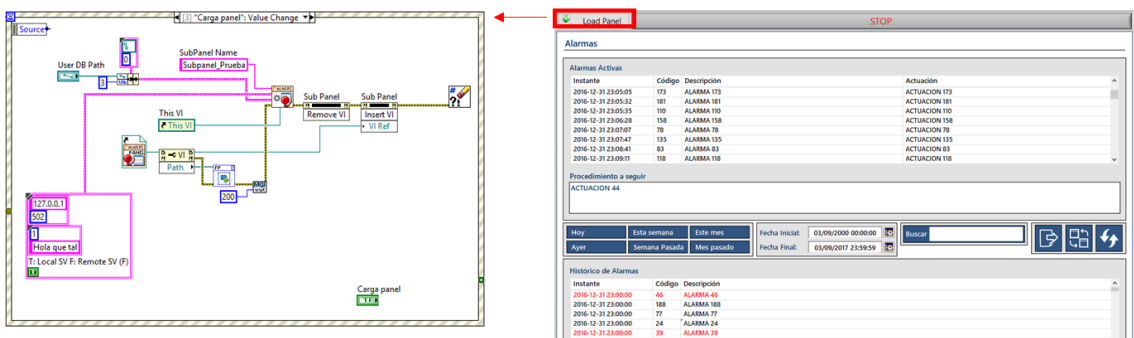 [3] "Carga panel": Value Change
Source
User DB Path
0
3
SubPanel Name
Subpanel_Prueba
ALARMS
This VI
This VI
Sub Panel
Remove VI
Sub Panel
Insert VI
VI Ref
ALARMS
PANEL
VI
Path
FP
200
127.0.0.1
502
1
Hola que tal
T: Local SV F: Remote SV (F)
TF
Carga panel
TF
Load Panel
STOP
Alarmas
Alarmas Activas
Instante Código Descripción Actuación
2016-12-31 23:05:05 173 ALARMA 173 ACTUACION 173
2016-12-31 23:05:32 181 ALARMA 181 ACTUACION 181
2016-12-31 23:05:35 110 ALARMA 110 ACTUACION 110
2016-12-31 23:06:28 158 ALARMA 158 ACTUACION 158
2016-12-31 23:07:07 78 ALARMA 78 ACTUACION 78
2016-12-31 23:07:47 135 ALARMA 135 ACTUACION 135
2016-12-31 23:08:41 83 ALARMA 83 ACTUACION 83
2016-12-31 23:09:11 118 ALARMA 118 ACTUACION 118
Procedimiento a seguir
ACTUACION 44
Hoy Esta semana Este mes
Ayer Semana Pasada Mes pasado
Fecha Inicial: 03/09/2000 00:00:00
Fecha Final: 03/09/2017 23:59:59
Buscar
Histórico de Alarmas
Instante Código Descripción
2016-12-31 23:00:00 46 ALARMA 46
2016-12-31 23:00:00 188 ALARMA 188
2016-12-31 23:00:00 77 ALARMA 77
2016-12-31 23:00:00 24 ALARMA 24
2016-12-31 23:00:00 39 ALARMA 39